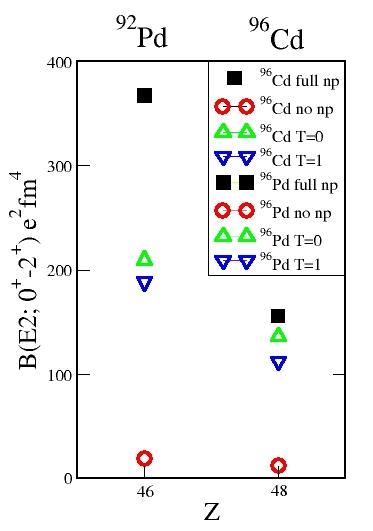 ⁹²Pd ⁹⁶Cd
400
300
200
100
0
B(E2; 0⁺-2⁺) e²fm⁴
⁹⁶Cd full np
⁹⁶Cd no np
⁹⁶Cd T=0
⁹⁶Cd T=1
⁹⁶Pd full np
⁹⁶Pd no np
⁹⁶Pd T=0
⁹⁶Pd T=1
46 48
Z